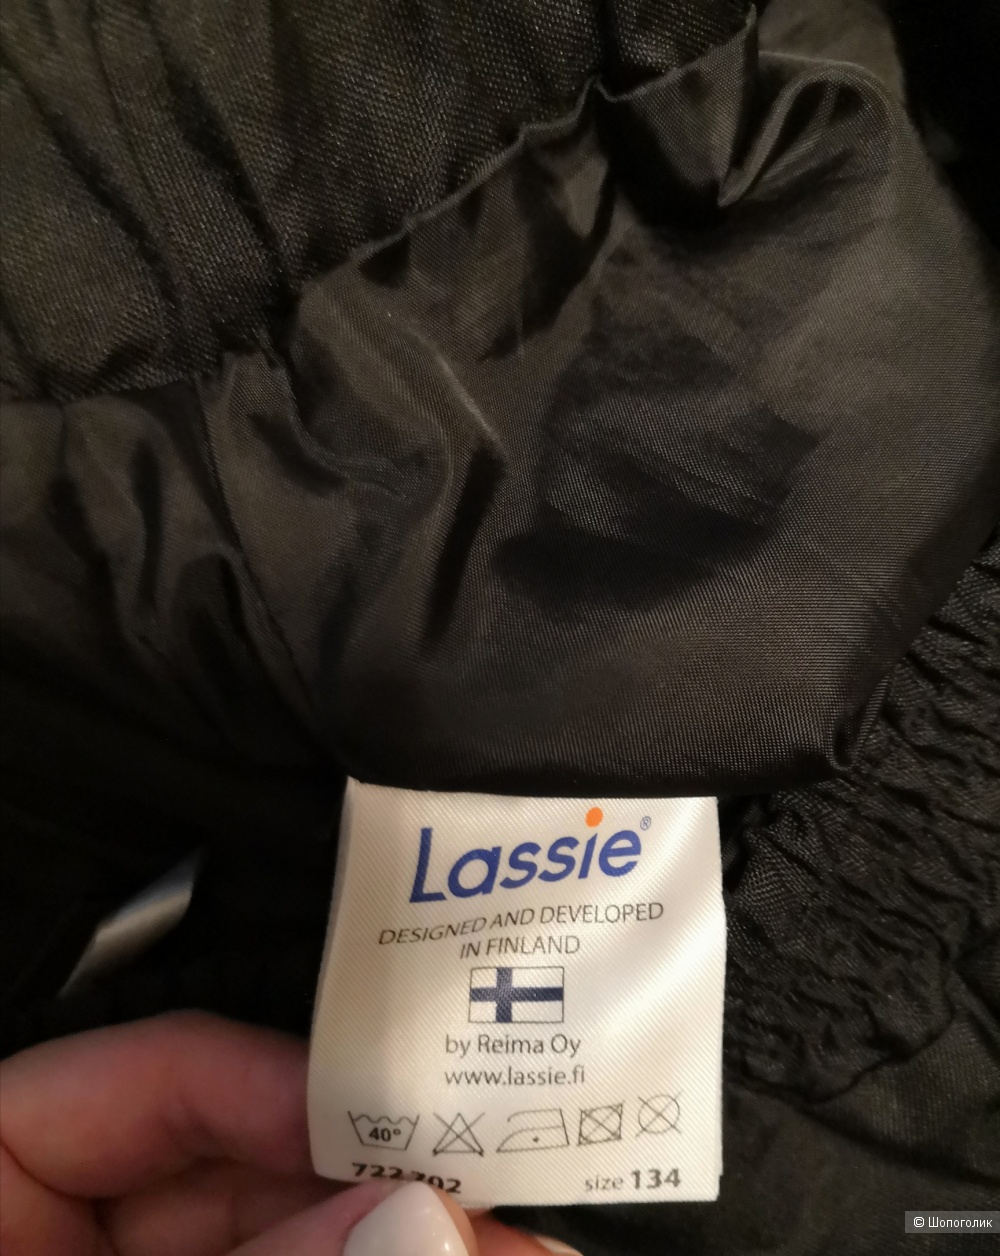 Lassie®
DESIGNED AND DEVELOPED
IN FINLAND
by Reima Oy
www.lassie.fi
40°
size 134
© Шопоголик